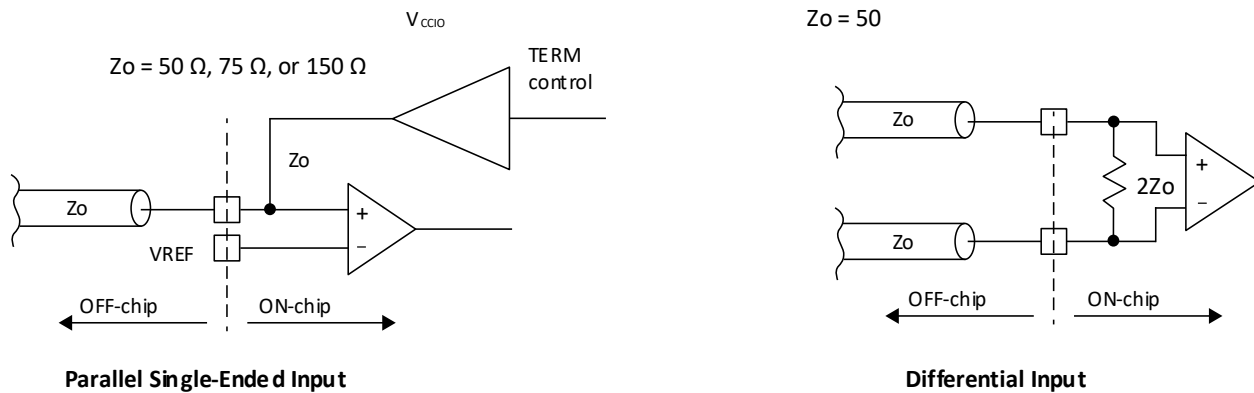 V CCIO
Zo = 50
Zo = 50 Ω, 75 Ω, or 150 Ω
TERM
control
Zo
Zo
+
−
VREF
OFF-chip
ON-chip
Parallel Single-Ended Input
Zo
+
2Zo
−
Zo
OFF-chip
ON-chip
Differential Input